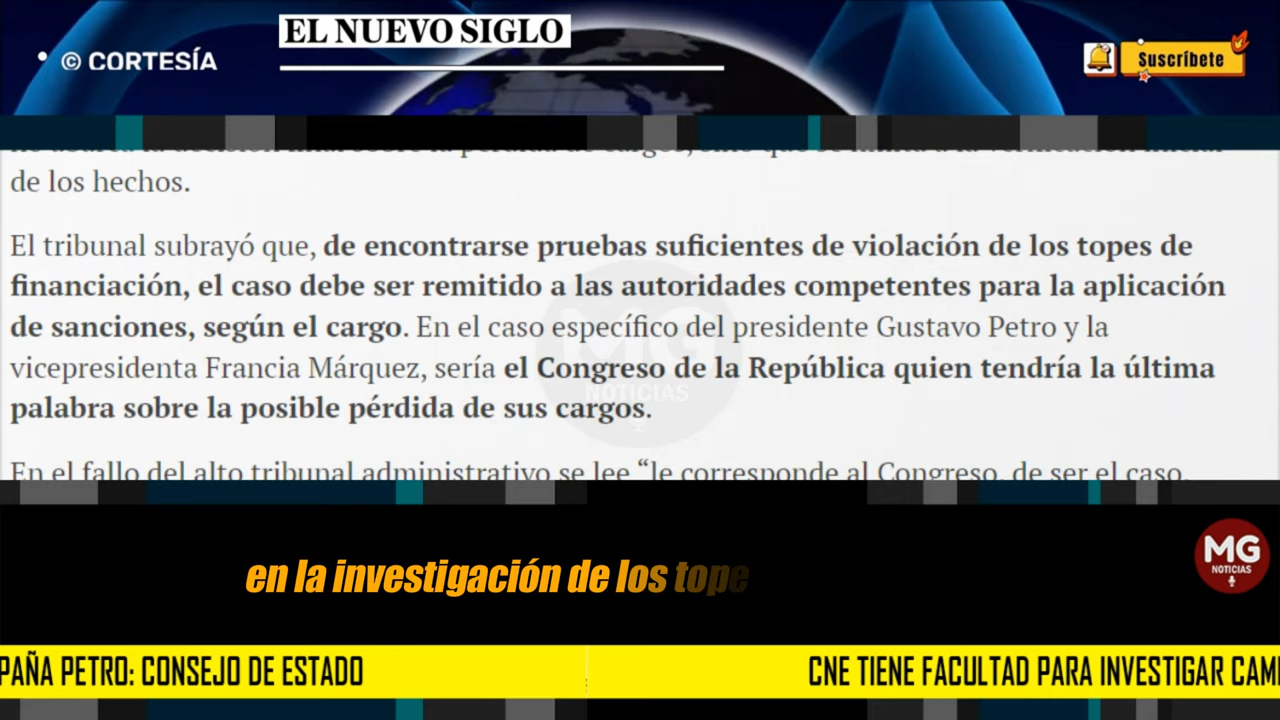 EL NUEVO SIGLO
© CORTESÍA
Suscríbete
de los hechos.
El tribunal subrayó que, de encontrarse pruebas suficientes de violación de los topes de
financiación, el caso debe ser remitido a las autoridades competentes para la aplicación
de sanciones, según el cargo. En el caso específico del presidente Gustavo Petro y la
vicepresidenta Francia Márquez, sería el Congreso de la República quien tendría la última
palabra sobre la posible pérdida de sus cargos.
MG
NOTICIAS
En el fallo del alto tribunal administrativo se lee “le corresponde al Congreso, de ser el caso,
en la investigación de los tope
MG
NOTICIAS
PAÑA PETRO: CONSEJO DE ESTADO
CNE TIENE FACULTAD PARA INVESTIGAR CAM